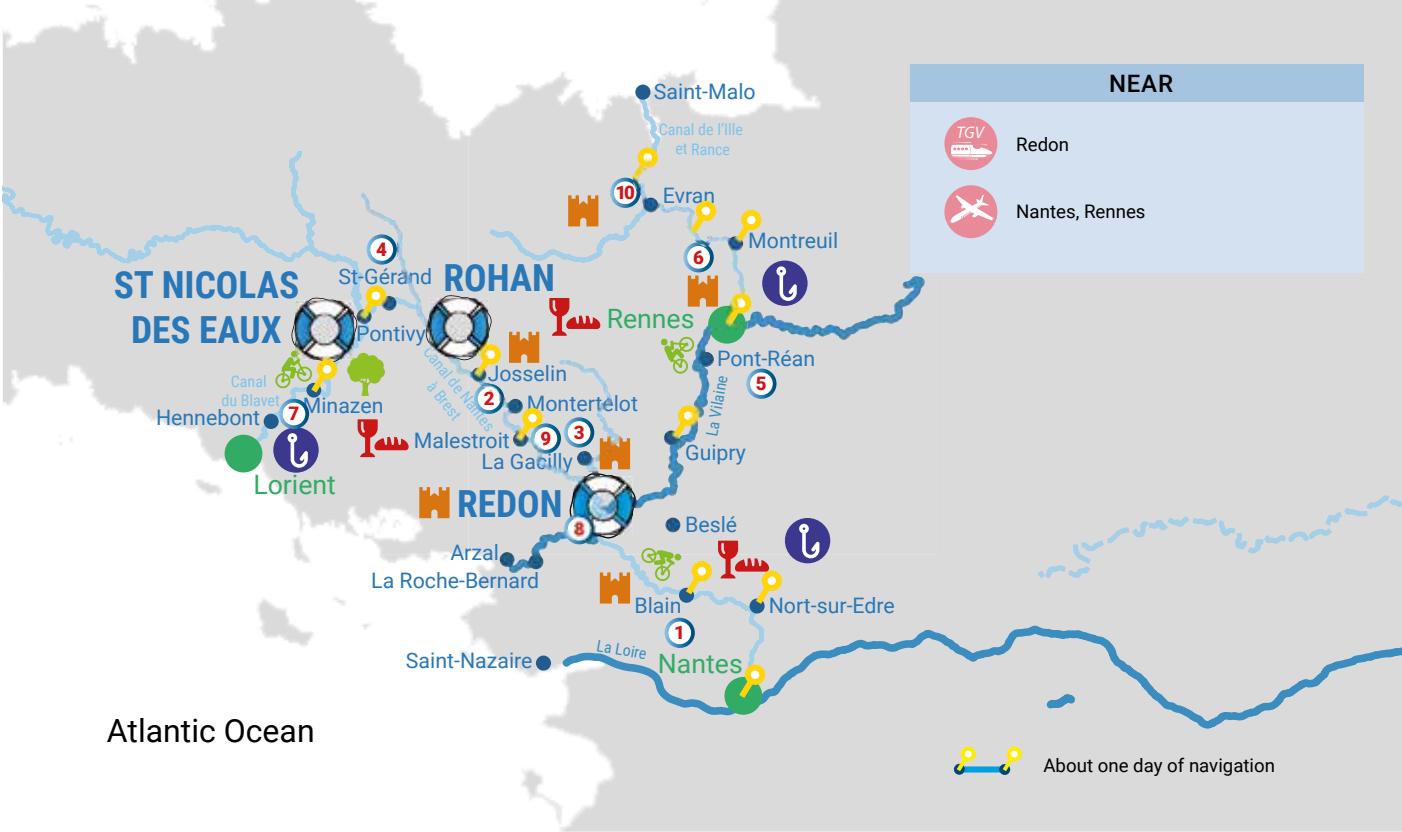 NEAR
TGV
Redon
Nantes, Rennes
Saint-Malo
Canal de l'Ille
et Rance
10
Evran
Montreuil
6
4
St-Gérand
ST NICOLAS
DES EAUX
ROHAN
Pontivy
Rennes
Pont-Réan
5
La Vilaine
Josselin
Canal de Nantes
à Brest
2
Montertelot
Canal
du Blavet
Minazen
7
Hennebont
Lorient
Malestroit
9
3
La Gacilly
Guipry
REDON
8
Beslé
Arzal
La Roche-Bernard
Blain
1
Nort-sur-Edre
Saint-Nazaire
La Loire
Nantes
Atlantic Ocean
About one day of navigation